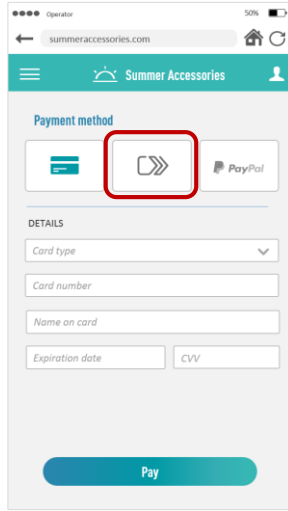 Operator 50%
summeraccessories.com
Summer Accessories
Payment method
PayPal
DETAILS
Card type
Card number
Name on card
Expiration date CVV
Pay